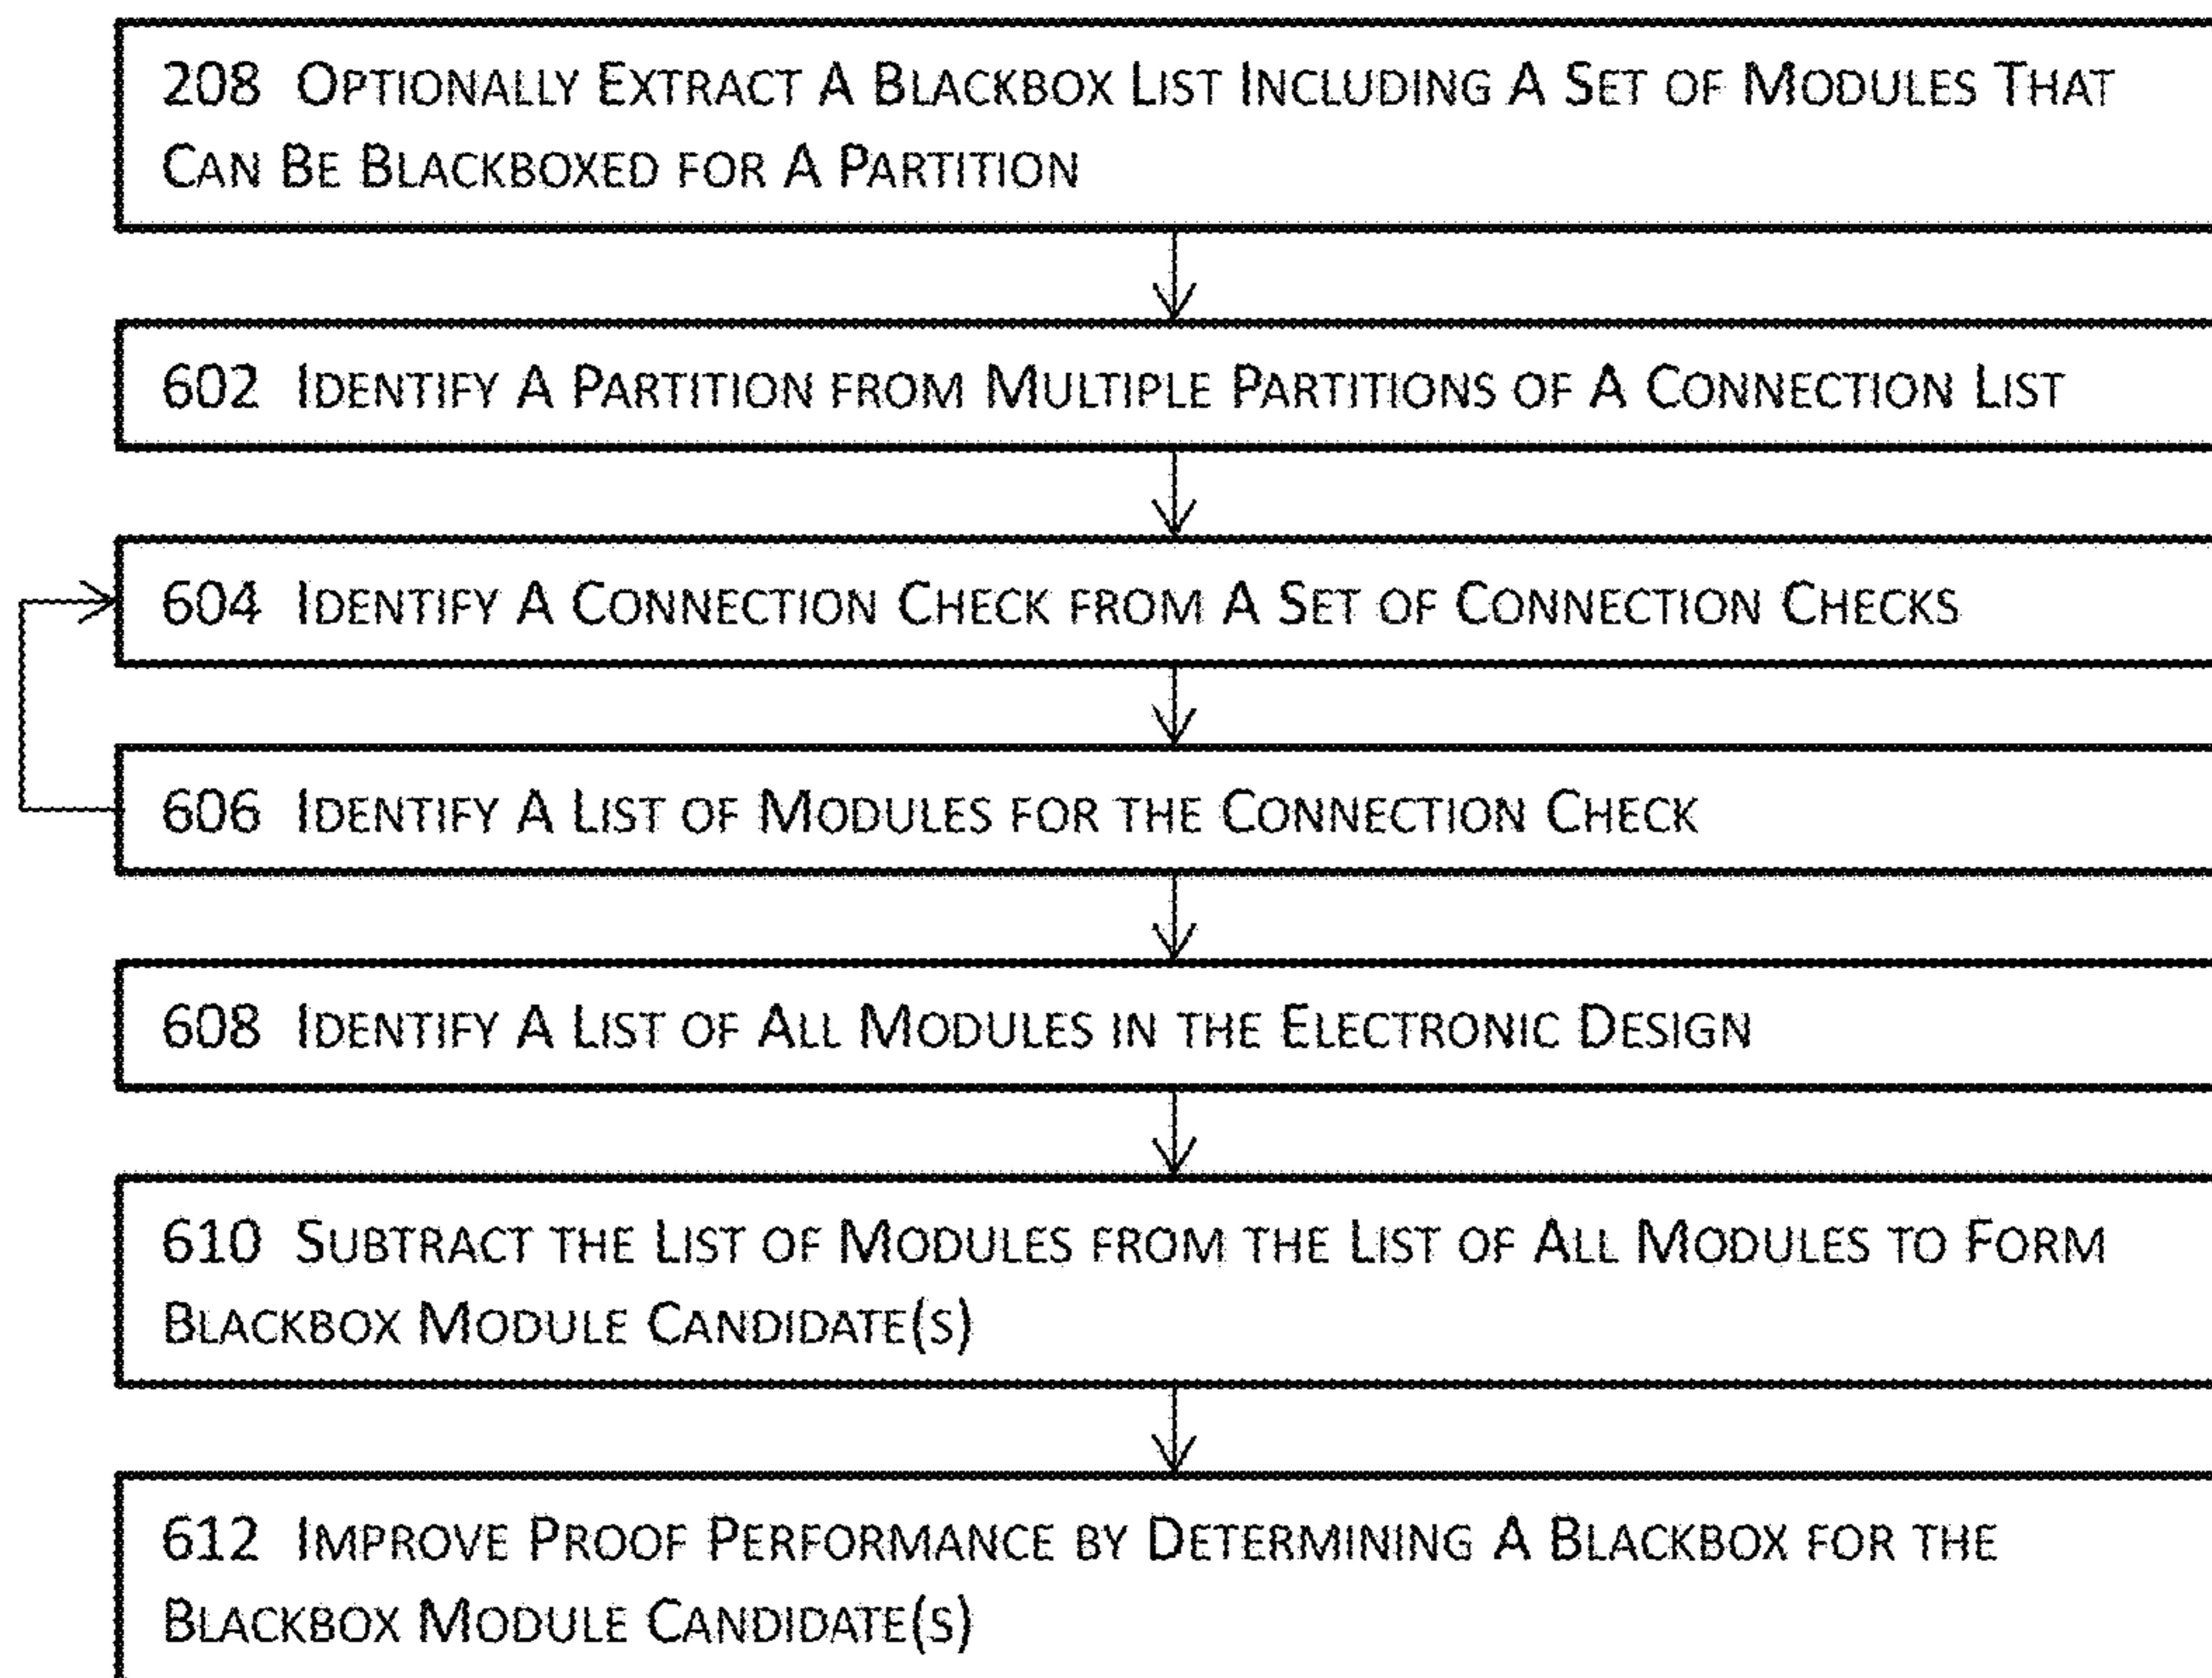 208 Optionally Extract A Blackbox List Including A Set of Modules That
Can Be Blackboxed for A Partition
602 Identify A Partition from Multiple Partitions of A Connection List
604 Identify A Connection Check from A Set of Connection Checks
606 Identify A List of Modules for the Connection Check
608 Identify A List of All Modules in the Electronic Design
610 Subtract the List of Modules from the List of All Modules to Form
Blackbox Module Candidate(s)
612 Improve Proof Performance by Determining A Blackbox for the
Blackbox Module Candidate(s)